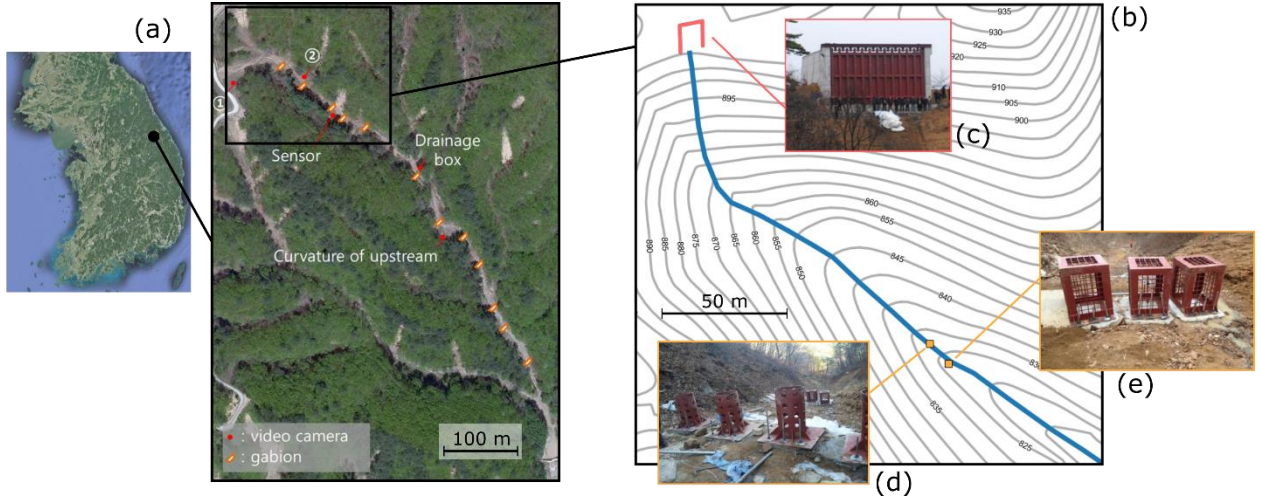 (a)
①
②
Sensor
Drainage
box
Curvature of upstream
: video camera
: gabion
100 m
(b)
935
930
925
920
910
905
900
895
(c)
860
855
845
840
890
885
880
875
870
865
860
855
850
50 m
835
825
(d)
(e)